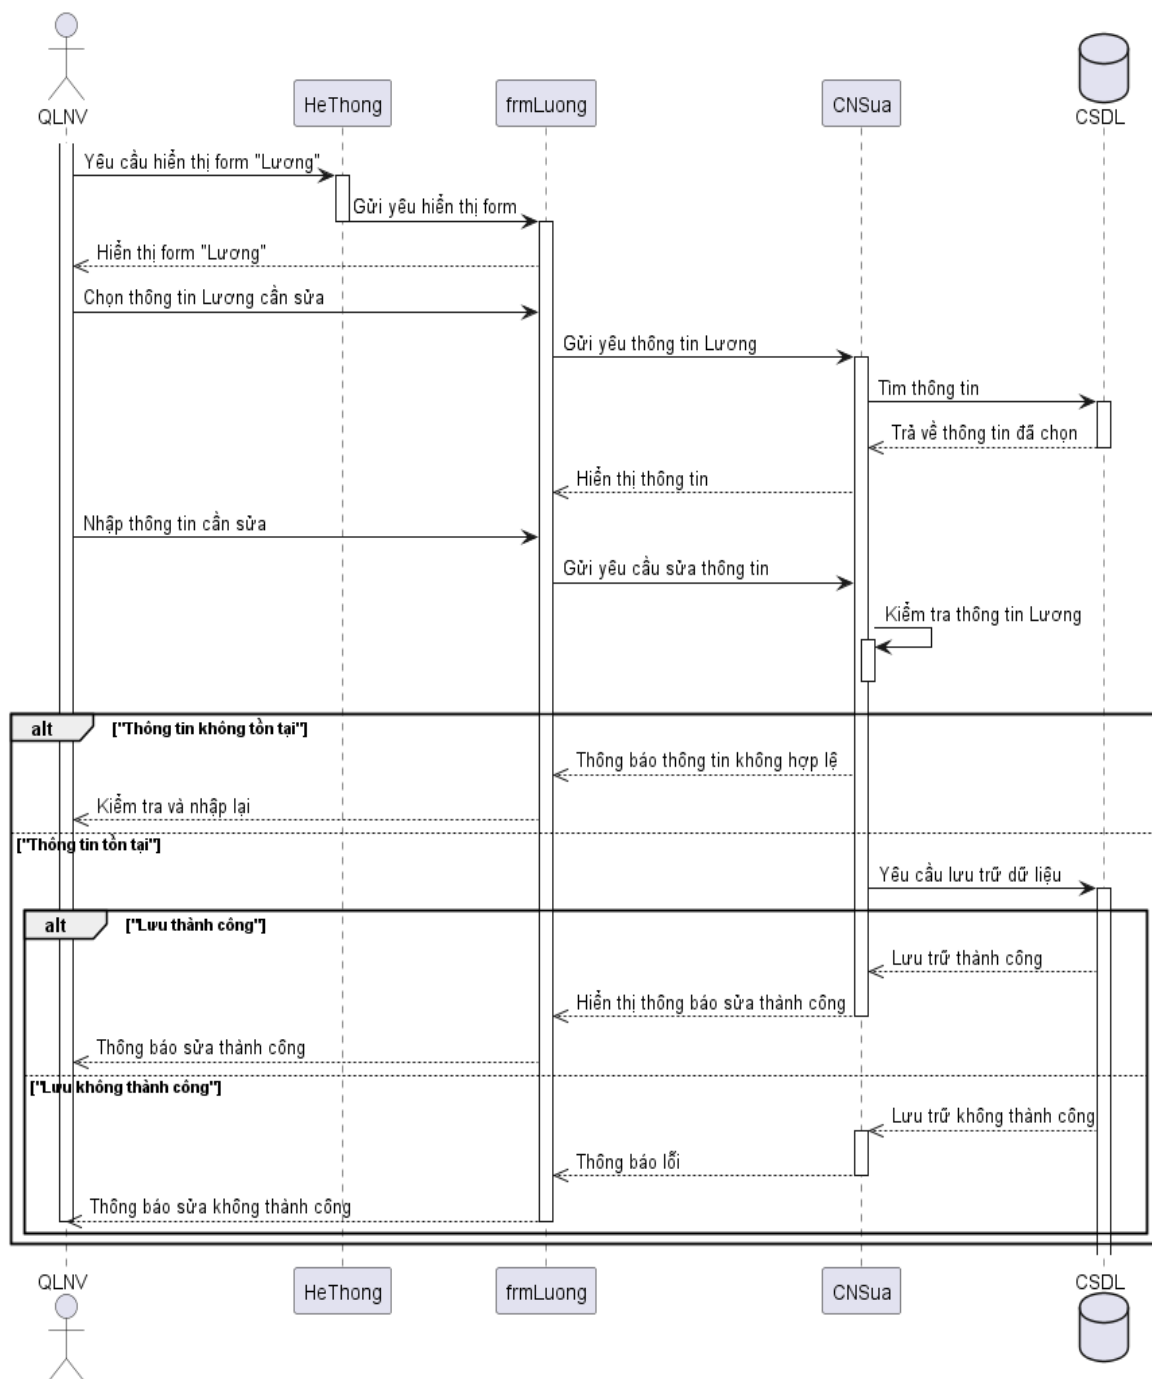 QLNV
HeThong
frmLuong
CNSua
CSDL
Yêu cầu hiển thị form "Lương"
Gửi yêu hiển thị form
Hiển thị form "Lương"
Chọn thông tin Lương cần sửa
Gửi yêu thông tin Lương
Tìm thông tin
Trả về thông tin đã chọn
Hiển thị thông tin
Nhập thông tin cần sửa
Gửi yêu cầu sửa thông tin
Kiểm tra thông tin Lương
alt ["Thông tin không tồn tại"]
Thông báo thông tin không hợp lệ
Kiểm tra và nhập lại
["Thông tin tồn tại"]
Yêu cầu lưu trữ dữ liệu
alt ["Lưu thành công"]
Lưu trữ thành công
Hiển thị thông báo sửa thành công
Thông báo sửa thành công
["Lưu không thành công"]
Lưu trữ không thành công
Thông báo lỗi
Thông báo sửa không thành công
QLNV
HeThong
frmLuong
CNSua
CSDL